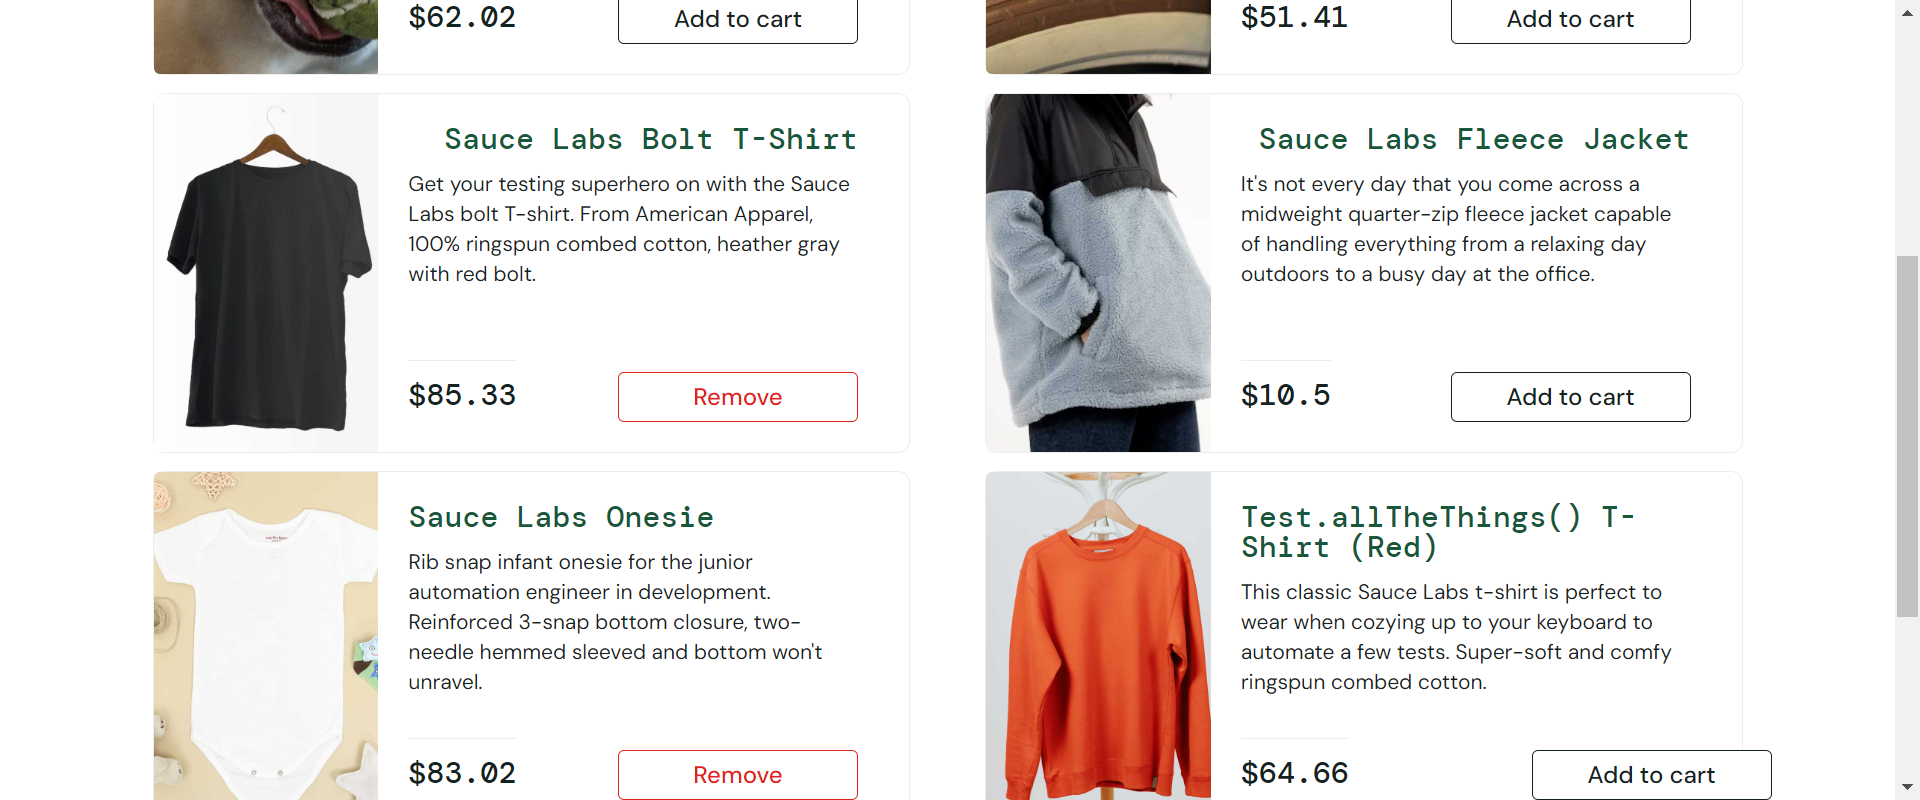 $62.02
Add to cart
$51.41
Add to cart
Sauce Labs Bolt T-Shirt
Get your testing superhero on with the Sauce
Labs bolt T-shirt. From American Apparel,
100% ringspun combed cotton, heather gray
with red bolt.
$85.33
Remove
Sauce Labs Fleece Jacket
It's not every day that you come across a
midweight quarter-zip fleece jacket capable
of handling everything from a relaxing day
outdoors to a busy day at the office.
$10.5
Add to cart
Sauce Labs Onesie
Rib snap infant onesie for the junior
automation engineer in development.
Reinforced 3-snap bottom closure, two-
needle hemmed sleeved and bottom won't
unravel.
$83.02
Remove
Test.allTheThings() T-
Shirt (Red)
This classic Sauce Labs t-shirt is perfect to
wear when cozying up to your keyboard to
automate a few tests. Super-soft and comfy
ringspun combed cotton.
$64.66
Add to cart